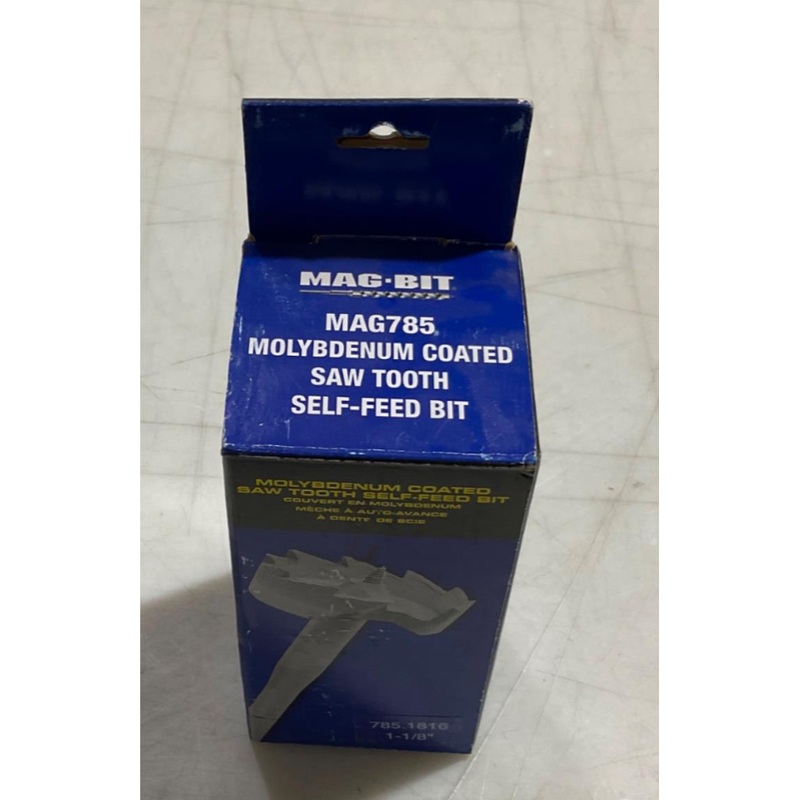 MAG·BIT
MAG785
MOLYBDENUM COATED
SAW TOOTH
SELF-FEED BIT
MOLYBDENUM COATED
SAW TOOTH SELF-FEED BIT
COUVERT EN MOLYBDENUM
MÈCHE À AUTO-AVANCE
À DENTY DE SCIE
785.1816
1-1/8"